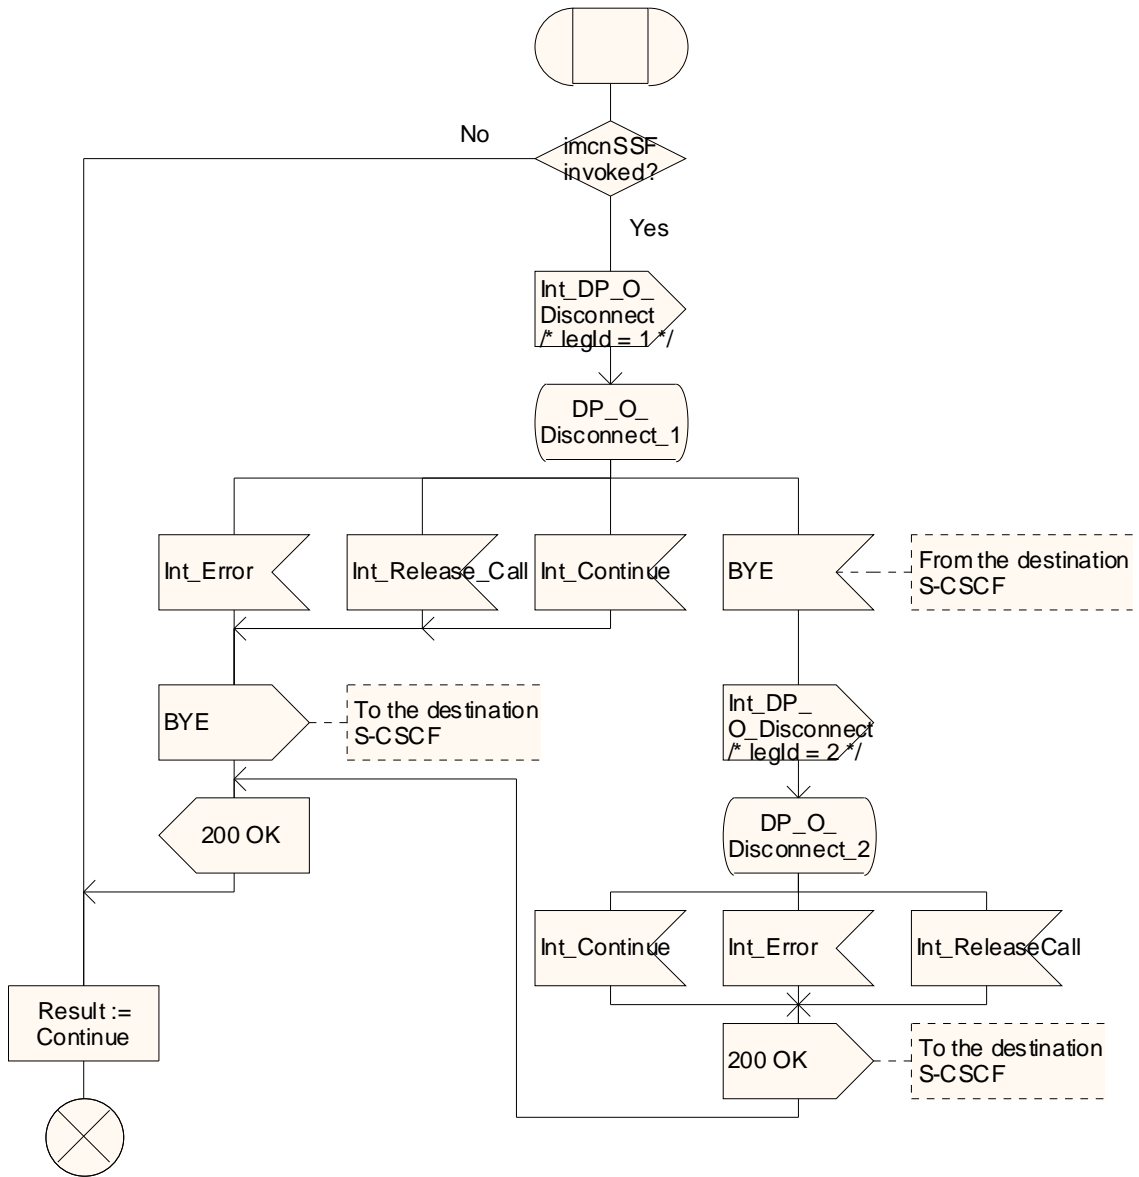 No
imcnSSF
invoked?
Yes
Int_DP_O_
Disconnect
/* legId = 1 */
DP_O_
Disconnect_1
Int_Error
Int_Release_Call
Int_Continue
BYE
From the destination
S-CSCF
BYE
To the destination
S-CSCF
Int_DP_
O_Disconnect
/* legId = 2 */
200 OK
DP_O_
Disconnect_2
Int_Continue
Int_Error
Int_ReleaseCall
Result :=
Continue
200 OK
To the destination
S-CSCF